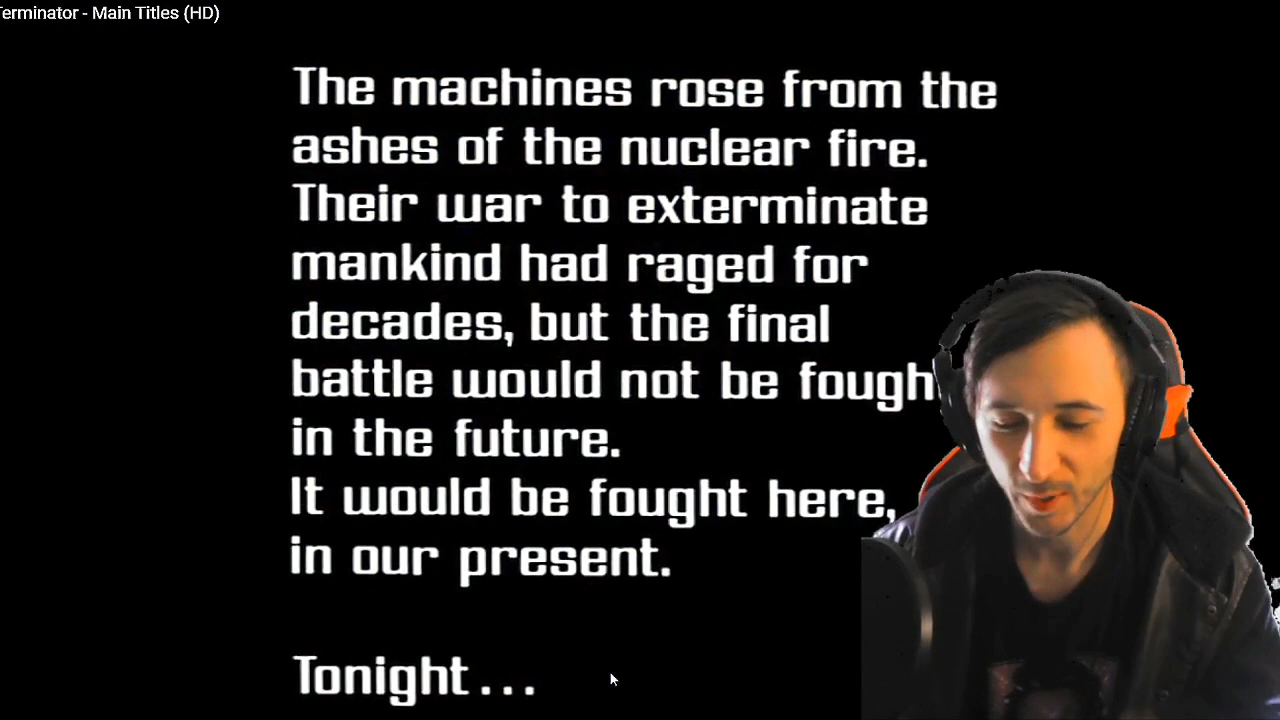 Terminator - Main Titles (HD)
The machines rose from the
ashes of the nuclear fire.
Their war to exterminate
mankind had raged for
decades, but the final
battle would not be fough
in the future.
It would be fought here,
in our present.
Tonight...